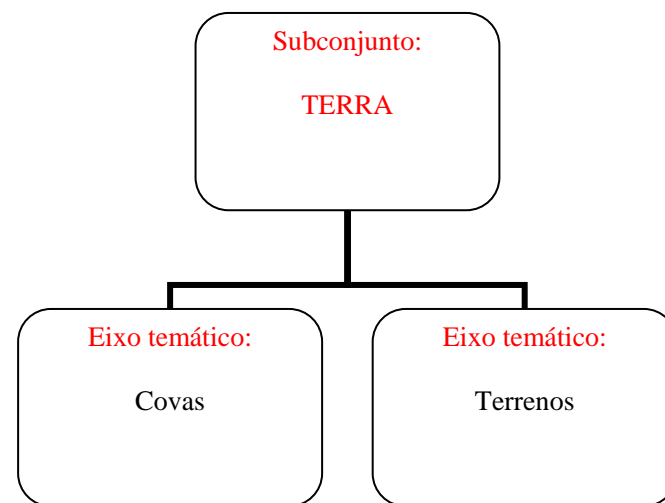 Subconjunto:
TERRA
Eixo temático:
Covas
Eixo temático:
Terrenos